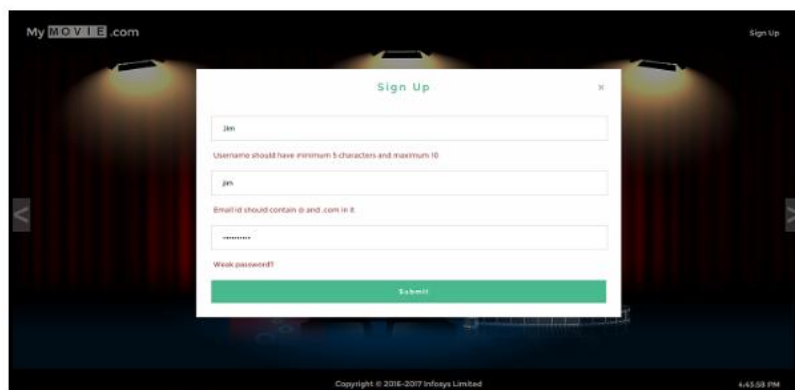 My MOVIE .com
Sign Up
Sign Up
×
Jim
Username should have minimum 5 characters and maximum 10
jim
Email id should contain @ and .com in it
••••••••••
Weak password?
Submit
<
>
Copyright © 2016-2017 Infosys Limited
4:43:58 PM